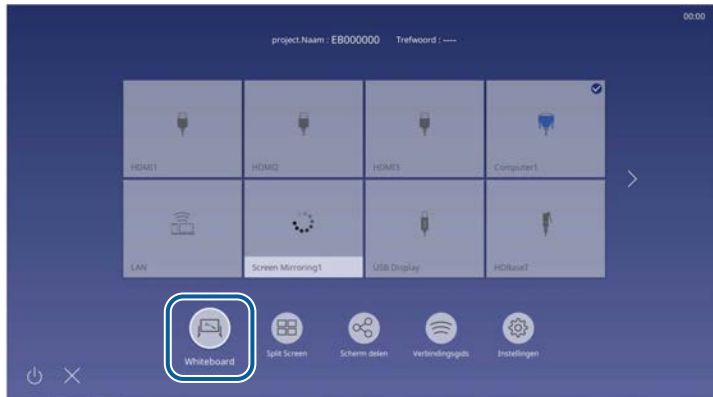 00:00
project.Naam : EB000000 Trefwoord : ----
HDMI1 HDMI2 HDMI3 Computer1
LAN Screen Mirroring1 USB Display HDBaseT
Whiteboard Split Screen Scherm delen Verbindingsgids Instellingen